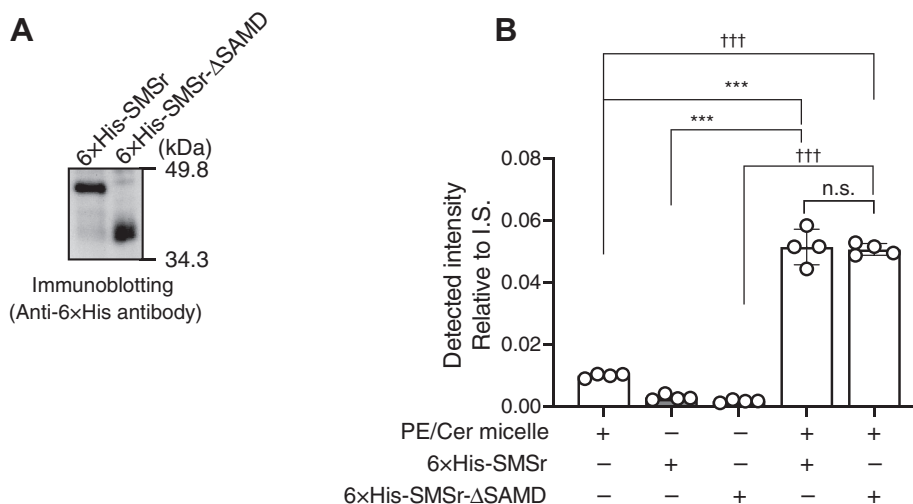 A
6×His-SMSr
6×His-SMSr-ΔSAMD
(kDa)
49.8
34.3
Immunoblotting
(Anti-6×His antibody)
B
†††
***
***
†††
n.s.
Detected intensity
Relative to I.S.
0.08
0.06
0.04
0.02
0.00
PE/Cer micelle + − − + +
6×His-SMSr − + − + −
6×His-SMSr-ΔSAMD − − + − +